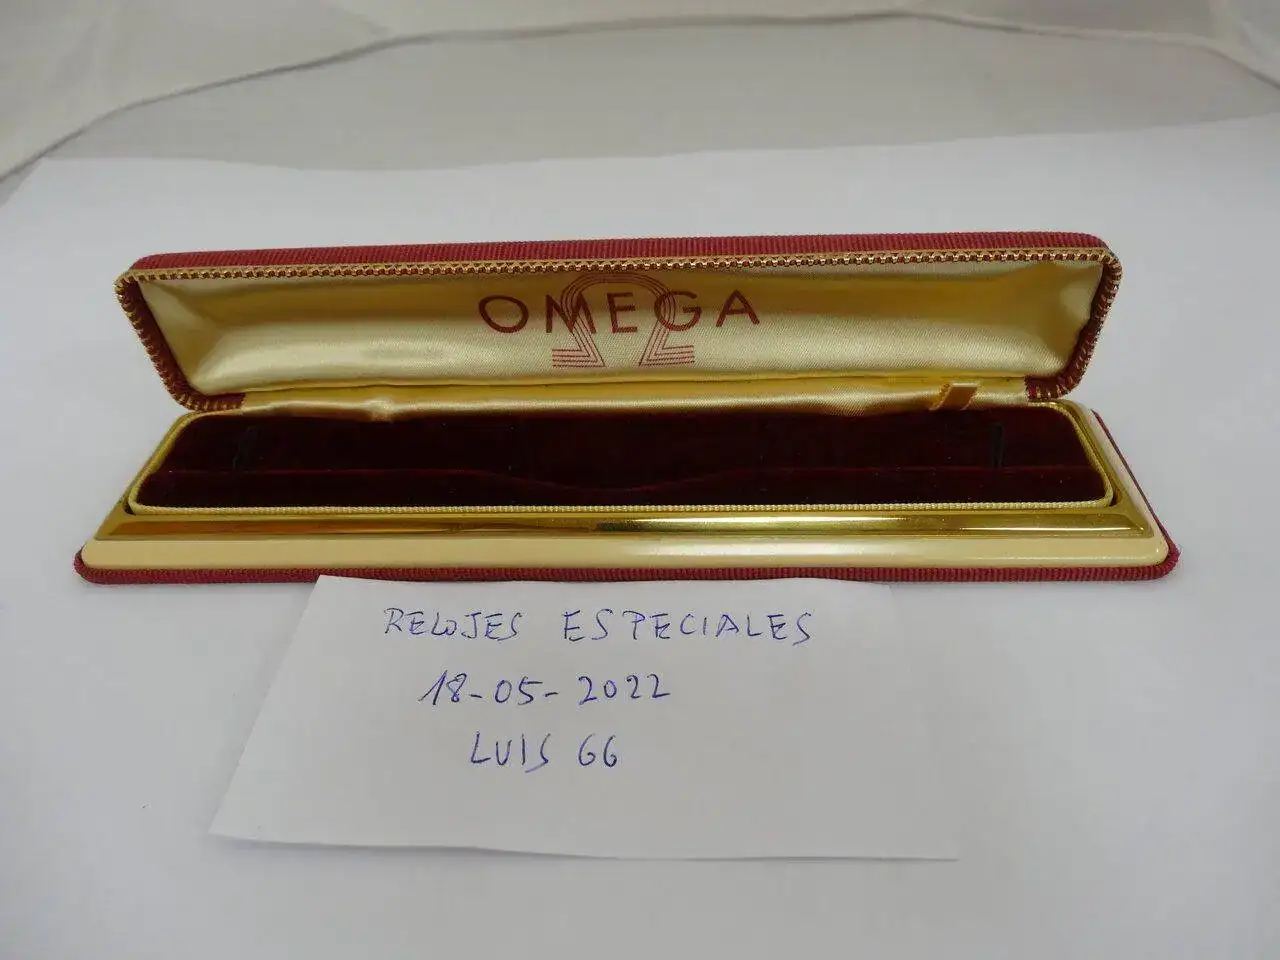 OMEGA
RELOJES ESPECIALES
18-05-2022
LUIS 66